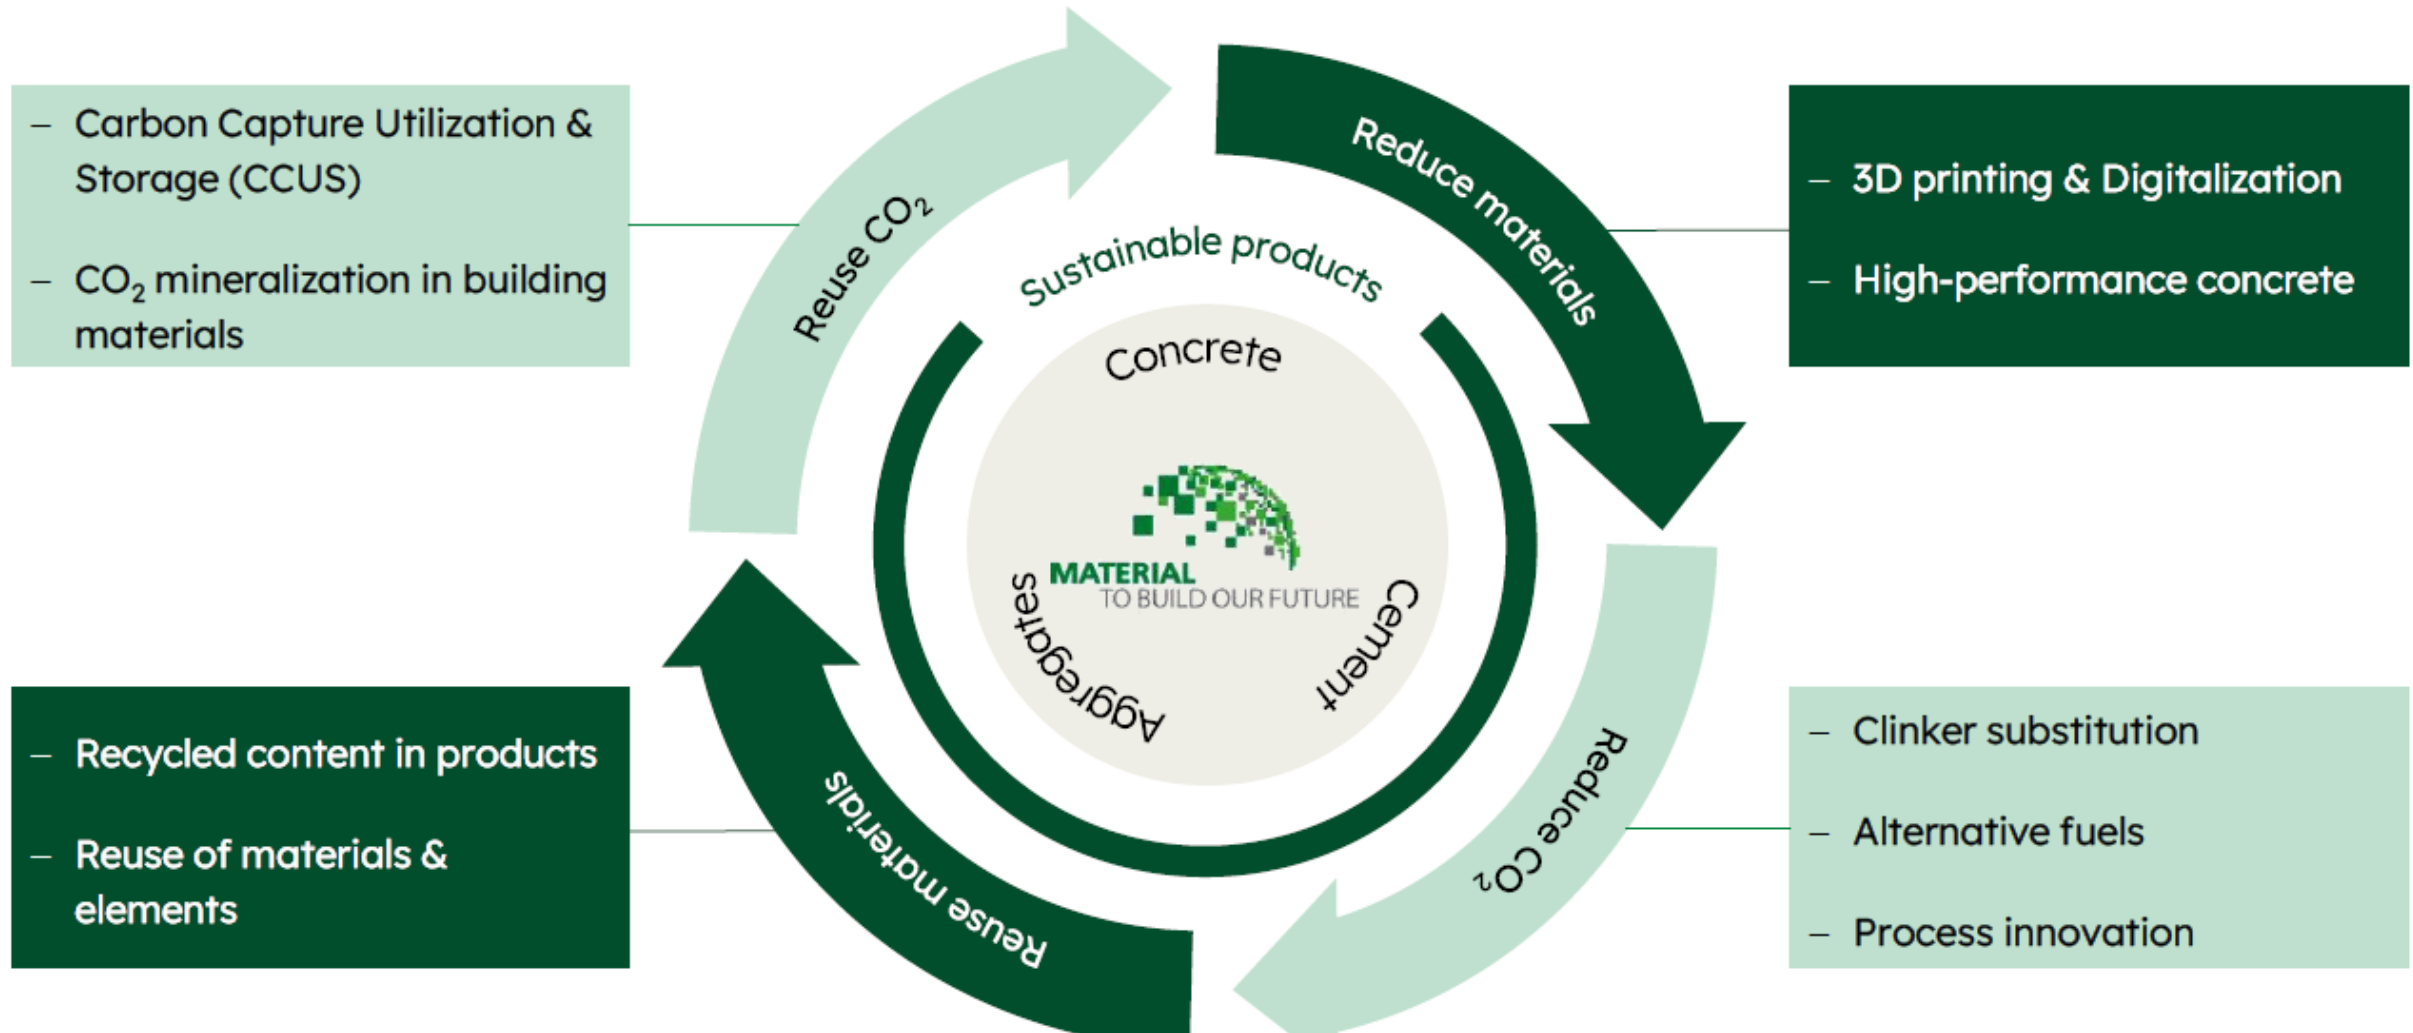 – Carbon Capture Utilization &
Storage (CCUS)
– CO₂ mineralization in building
materials
Reuse CO₂
Reduce materials
– 3D printing & Digitalization
– High-performance concrete
Sustainable products
Concrete
MATERIAL
TO BUILD OUR FUTURE
Aggregates
Cement
– Recycled content in products
– Reuse of materials &
elements
Reuse materials
Reduce CO₂
– Clinker substitution
– Alternative fuels
– Process innovation